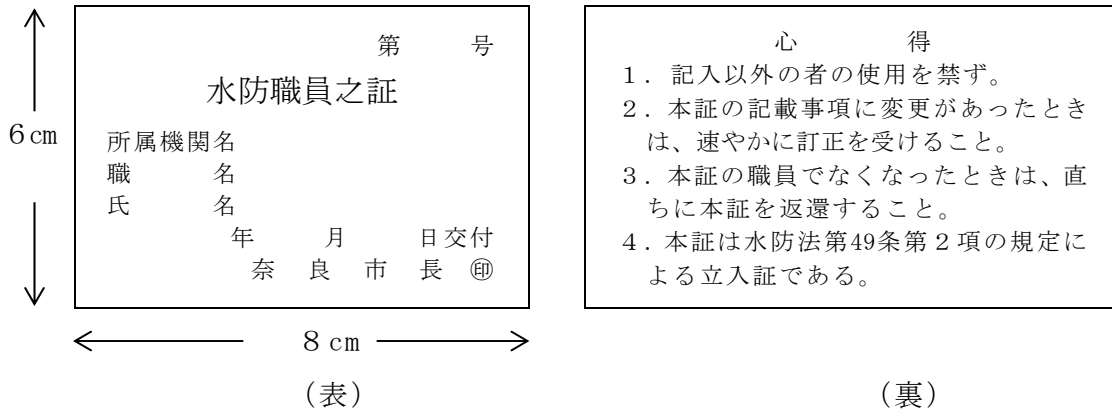 第　　号
水防職員之証
6cm
所属機関名
職　　名
氏　　名
年　　月　　日交付
奈　良　市　長　㊞
8cm
（表）
心　　得
１．記入以外の者の使用を禁ず。
２．本証の記載事項に変更があったとき
は、速やかに訂正を受けること。
３．本証の職員でなくなったときは、直
ちに本証を返還すること。
４．本証は水防法第49条第２項の規定に
よる立入証である。
（裏）